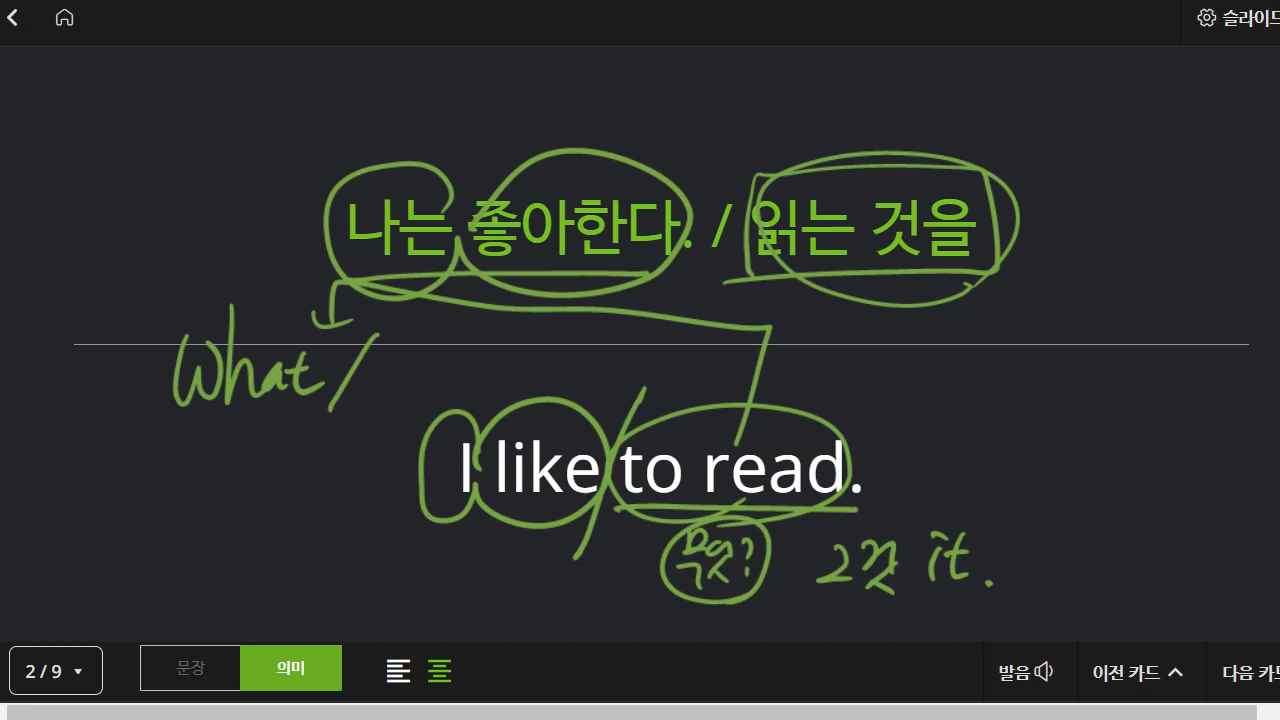 슬라이드
나는 좋아한다. / 읽는 것을
What /
I like to read.
무엇?
그것 it.
2 / 9
문장
의미
발음
이전 카드
다음 카드